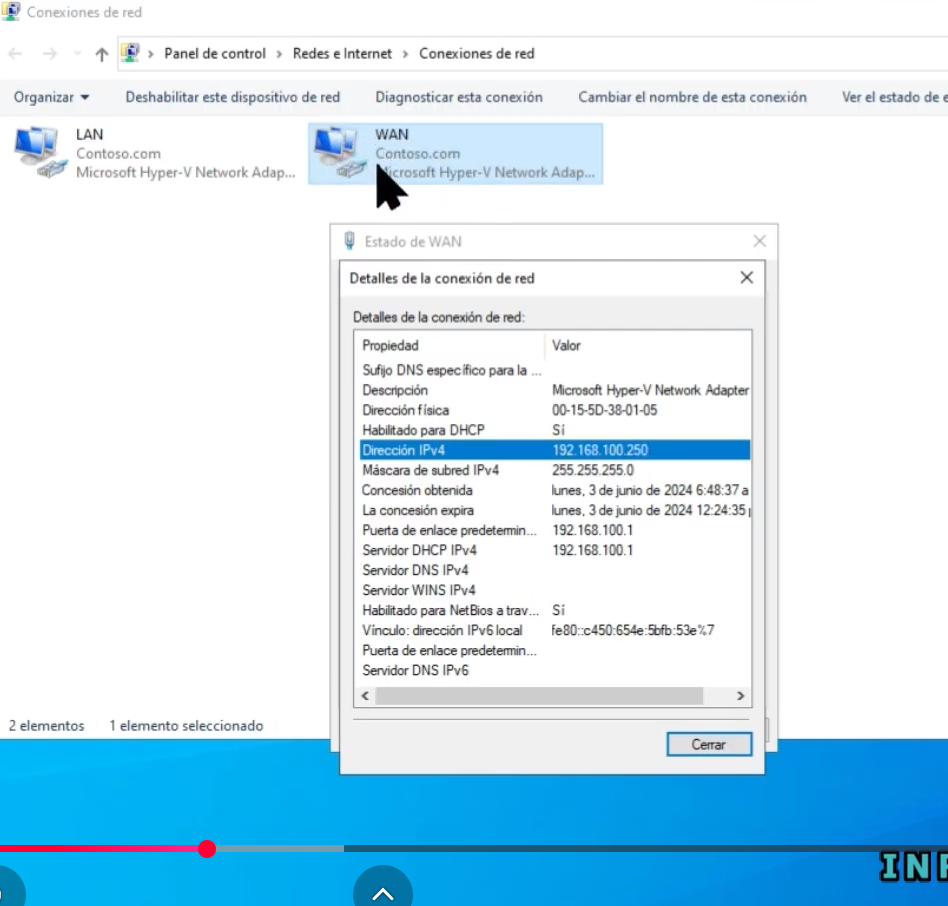 Conexiones de red
Panel de control > Redes e Internet > Conexiones de red
Organizar Deshabilitar este dispositivo de red Diagnosticar esta conexión Cambiar el nombre de esta conexión Ver el estado de
LAN
Contoso.com
Microsoft Hyper-V Network Adap...
WAN
Contoso.com
Microsoft Hyper-V Network Adap...
Estado de WAN
Detalles de la conexión de red
Detalles de la conexión de red:
Propiedad Valor
Sufijo DNS específico para la ...
Descripción Microsoft Hyper-V Network Adapter
Dirección física 00-15-5D-38-01-05
Habilitado para DHCP Sí
Dirección IPv4 192.168.100.250
Máscara de subred IPv4 255.255.255.0
Concesión obtenida lunes, 3 de junio de 2024 6:48:37 a
La concesión expira lunes, 3 de junio de 2024 12:24:35
Puerta de enlace predetermin... 192.168.100.1
Servidor DHCP IPv4 192.168.100.1
Servidor DNS IPv4
Servidor WINS IPv4
Habilitado para NetBios a trav... Sí
Vínculo: dirección IPv6 local fe80::c450:654e:5bfb:53e%7
Puerta de enlace predetermin...
Servidor DNS IPv6
2 elementos 1 elemento seleccionado
Cerrar